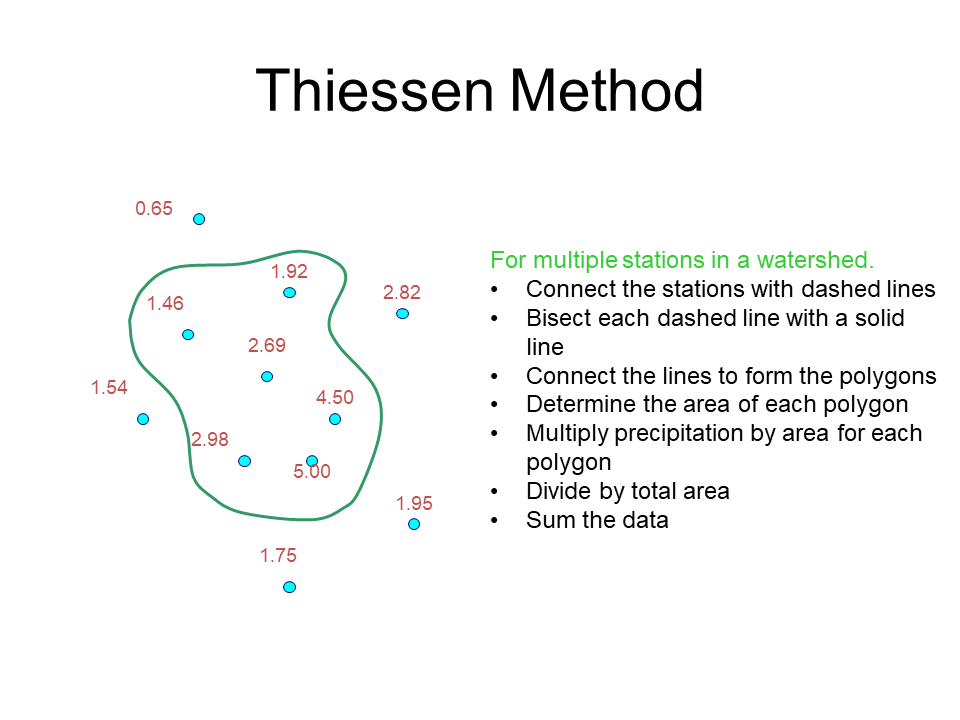 Thiessen Method
0.65
1.92
1.46
2.82
2.69
1.54
4.50
2.98
5.00
1.95
1.75
For multiple stations in a watershed.
• Connect the stations with dashed lines
• Bisect each dashed line with a solid
line
• Connect the lines to form the polygons
• Determine the area of each polygon
• Multiply precipitation by area for each
polygon
• Divide by total area
• Sum the data